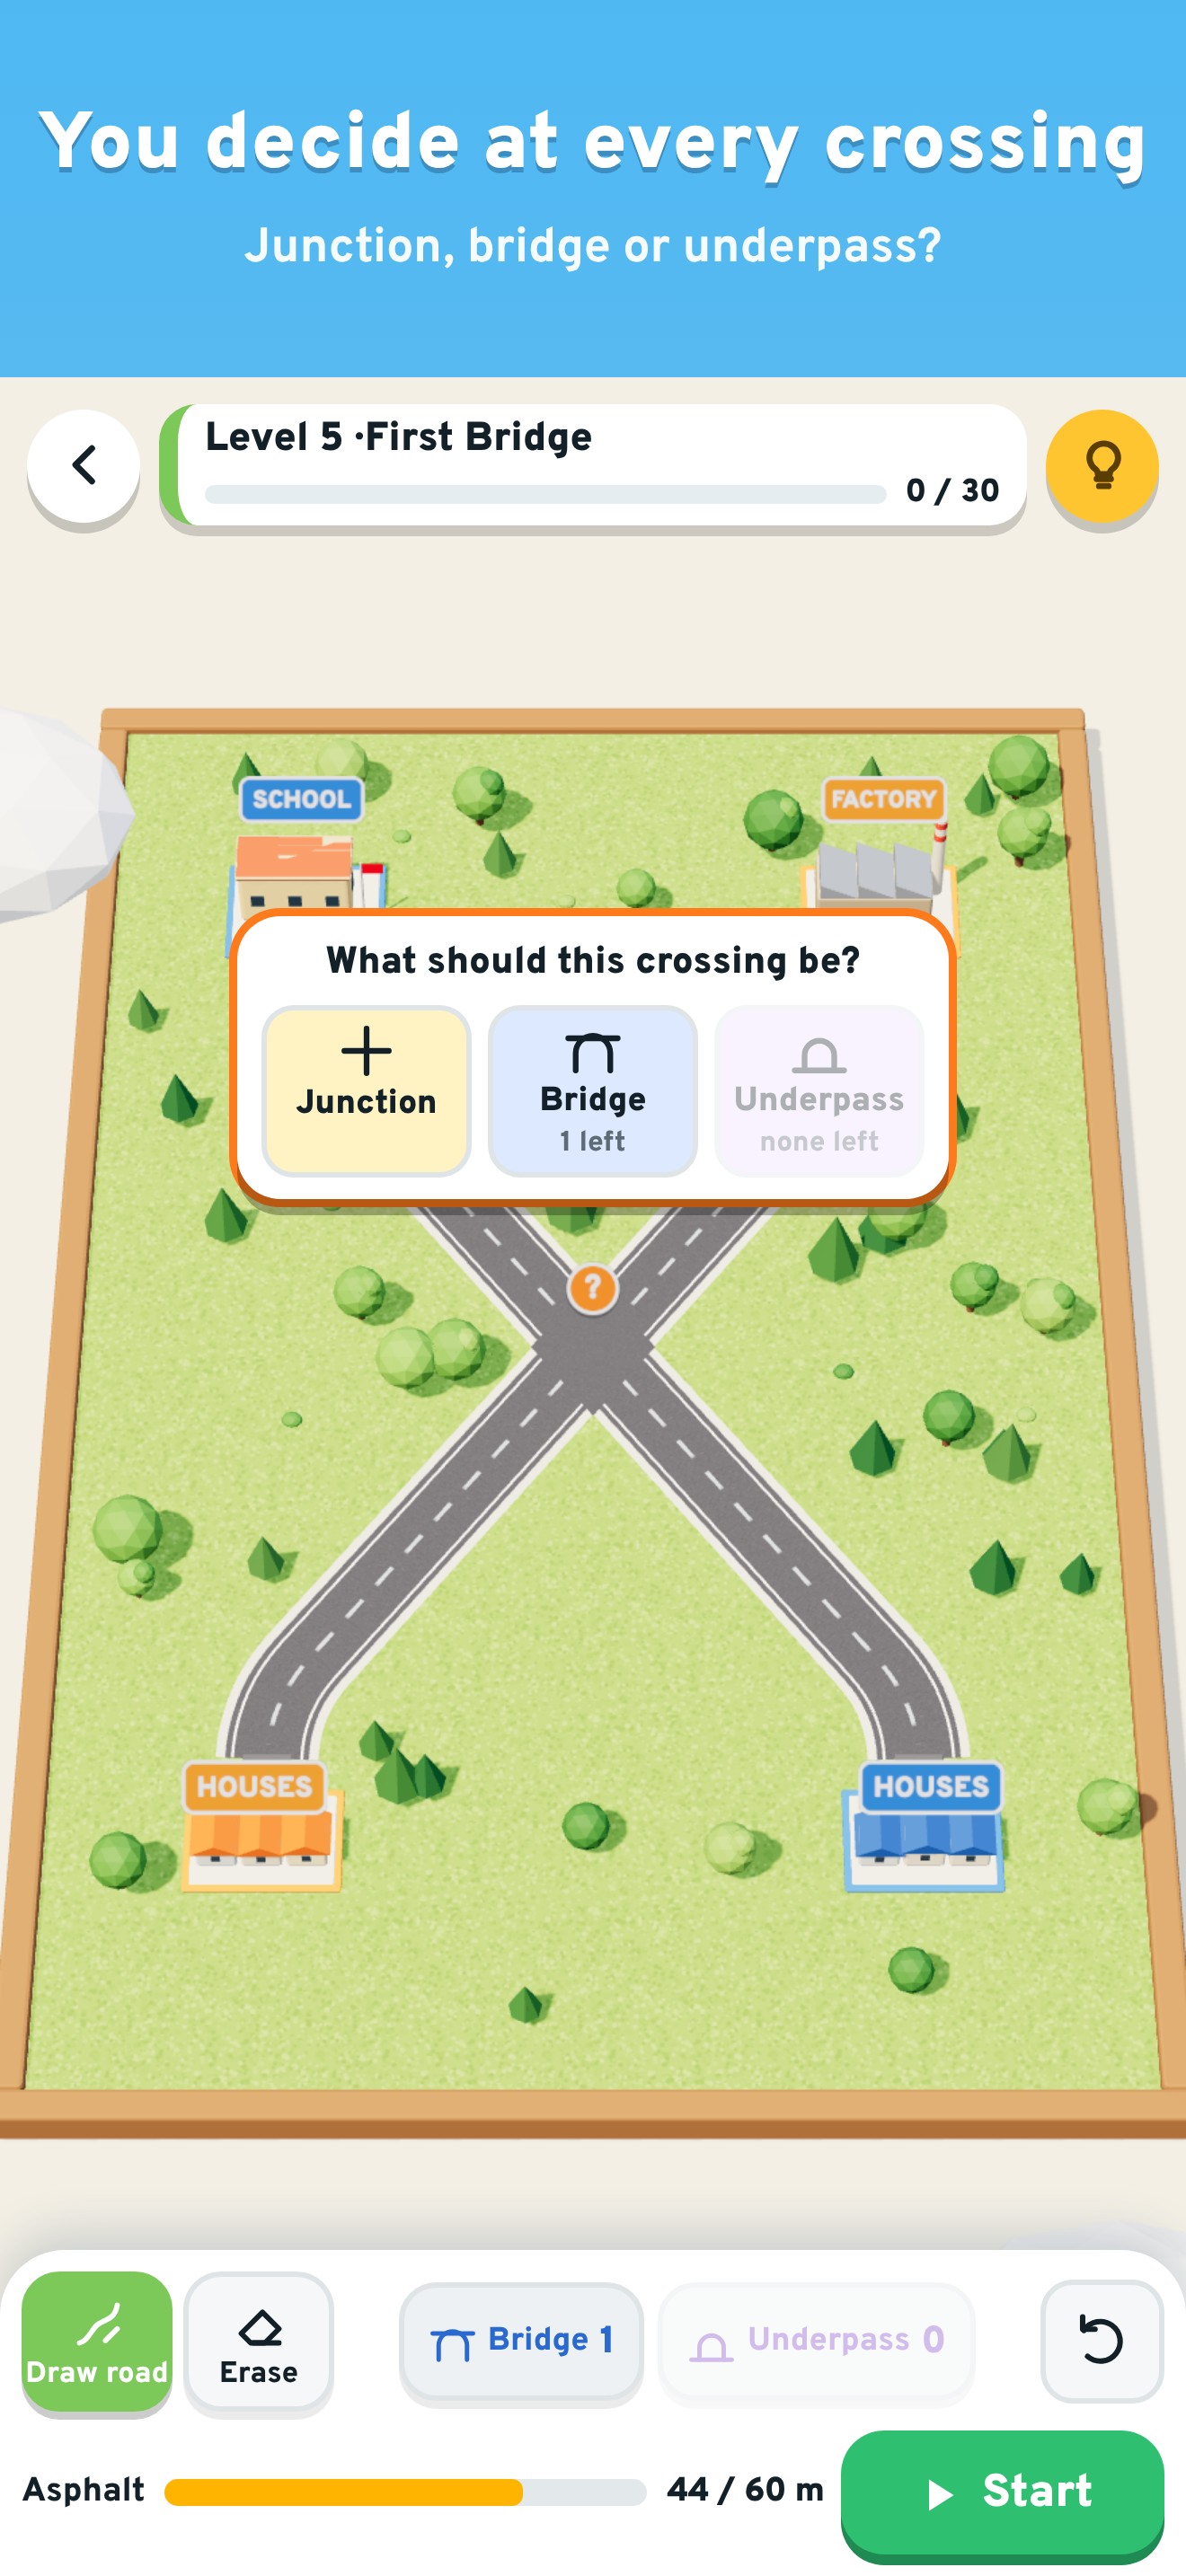 You decide at every crossing
Junction, bridge or underpass?
Level 5 ·First Bridge
0 / 30
SCHOOL
FACTORY
What should this crossing be?
Junction
Bridge
1 left
Underpass
none left
?
HOUSES
HOUSES
Draw road
Erase
Bridge 1
Underpass 0
Asphalt
44 / 60 m
Start